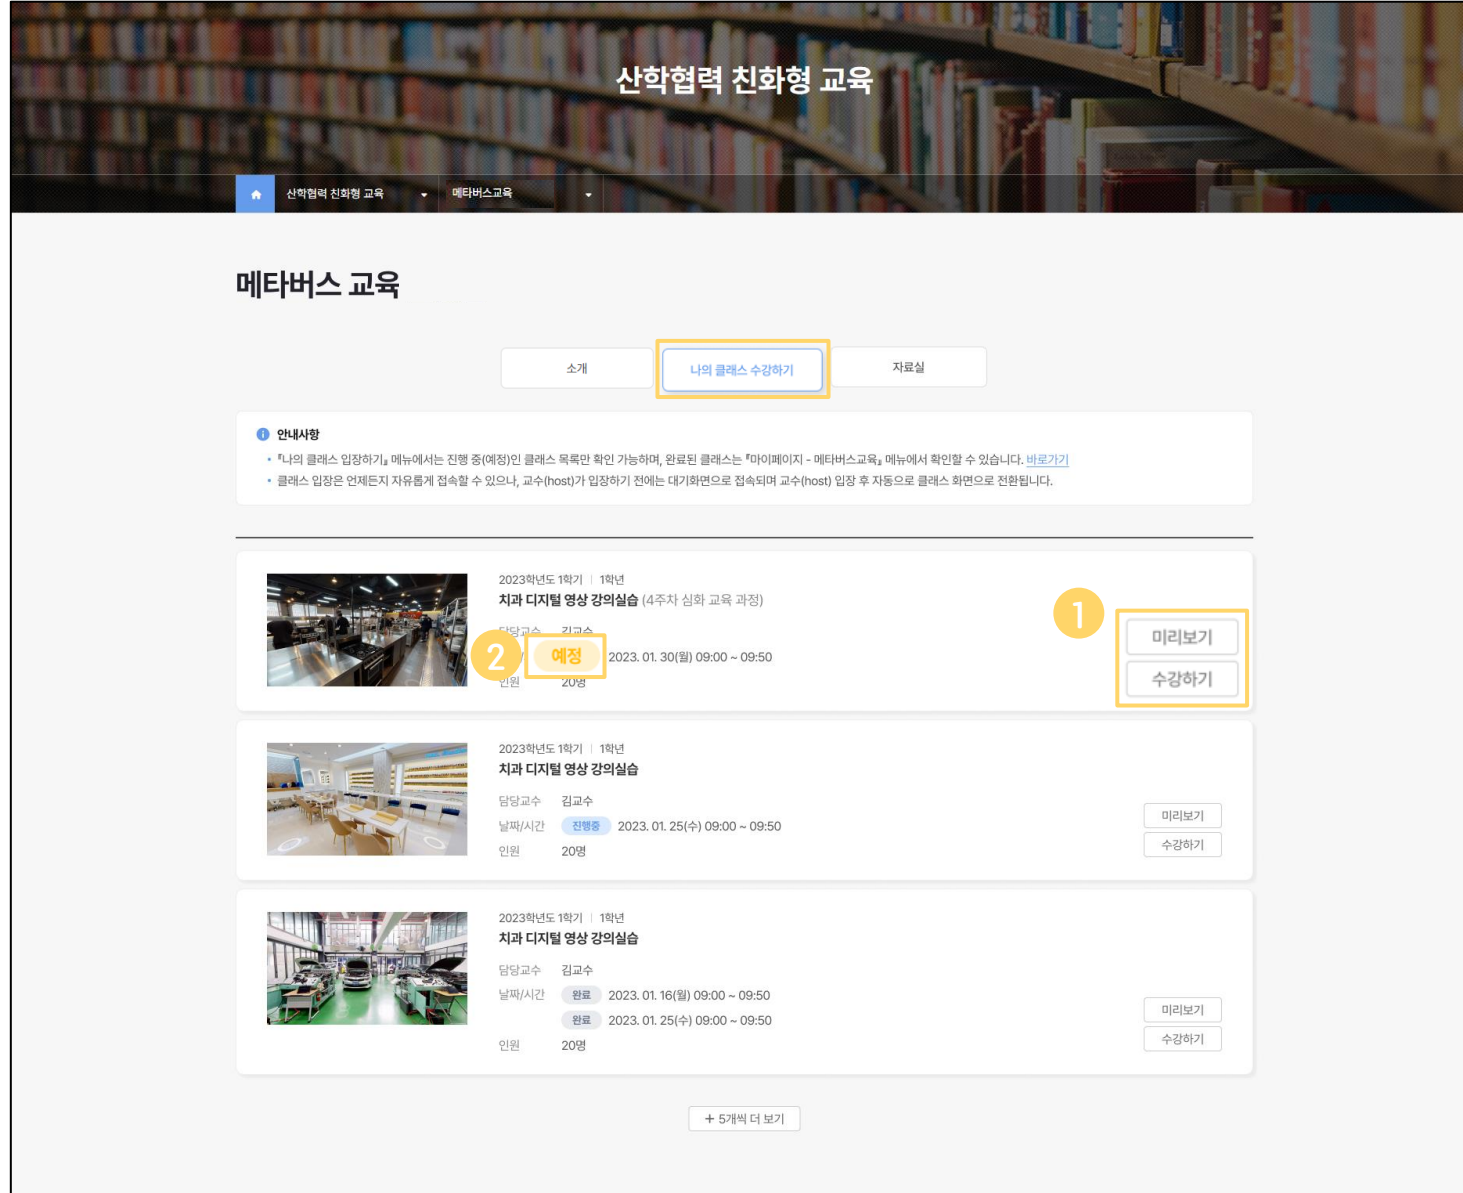 산학협력 친화형 교육
산학협력 친화형 교육 메타버스교육
메타버스 교육
소개 나의 클래스 수강하기 자료실
안내사항
• 『나의 클래스 입장하기』 메뉴에서는 진행 중(예정)인 클래스 목록만 확인 가능하며, 완료된 클래스는 『마이페이지 - 메타버스교육』 메뉴에서 확인할 수 있습니다. 바로가기
• 클래스 입장은 언제든지 자유롭게 접속할 수 있으나, 교수(host)가 입장하기 전에는 대기화면으로 접속되며 교수(host) 입장 후 자동으로 클래스 화면으로 전환됩니다.
2023학년도 1학기 | 1학년
치과 디지털 영상 강의실습 (4주차 심화 교육 과정)
1
담당교수 김교수
미리보기
2 예정 2023. 01. 30(월) 09:00 ~ 09:50
인원 20명
수강하기
2023학년도 1학기 | 1학년
치과 디지털 영상 강의실습
담당교수 김교수
날짜/시간 진행중 2023. 01. 25(수) 09:00 ~ 09:50
인원 20명
미리보기
수강하기
2023학년도 1학기 | 1학년
치과 디지털 영상 강의실습
담당교수 김교수
날짜/시간 완료 2023. 01. 16(월) 09:00 ~ 09:50
완료 2023. 01. 25(수) 09:00 ~ 09:50
인원 20명
미리보기
수강하기
+ 5개씩 더 보기